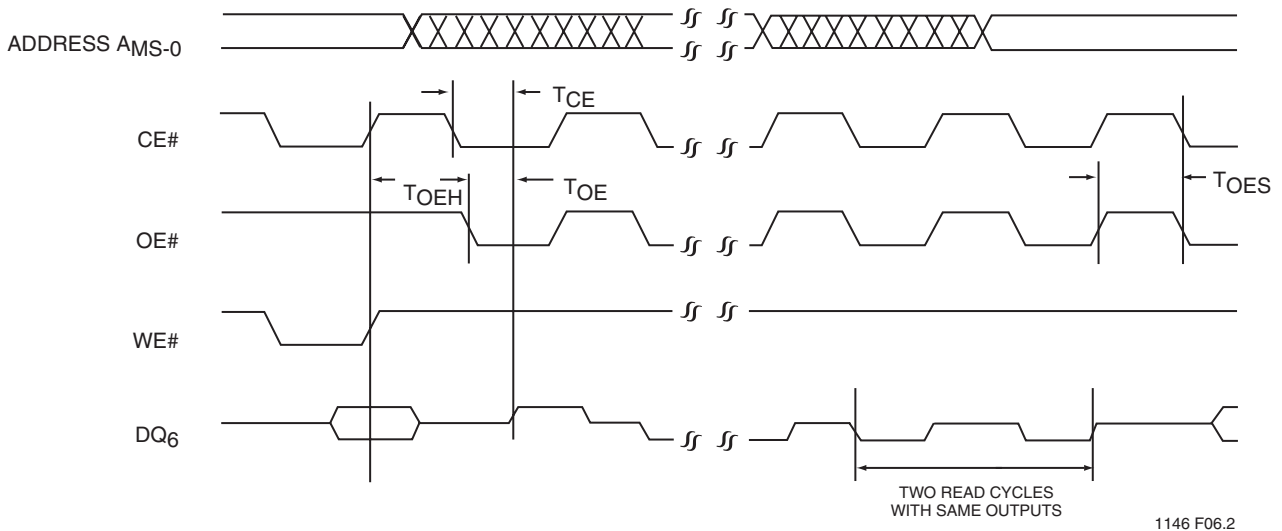 ADDRESS AMS-0
TCE
CE#
TOEH
TOE
TOES
OE#
WE#
DQ6
TWO READ CYCLES
WITH SAME OUTPUTS
1146 F06.2